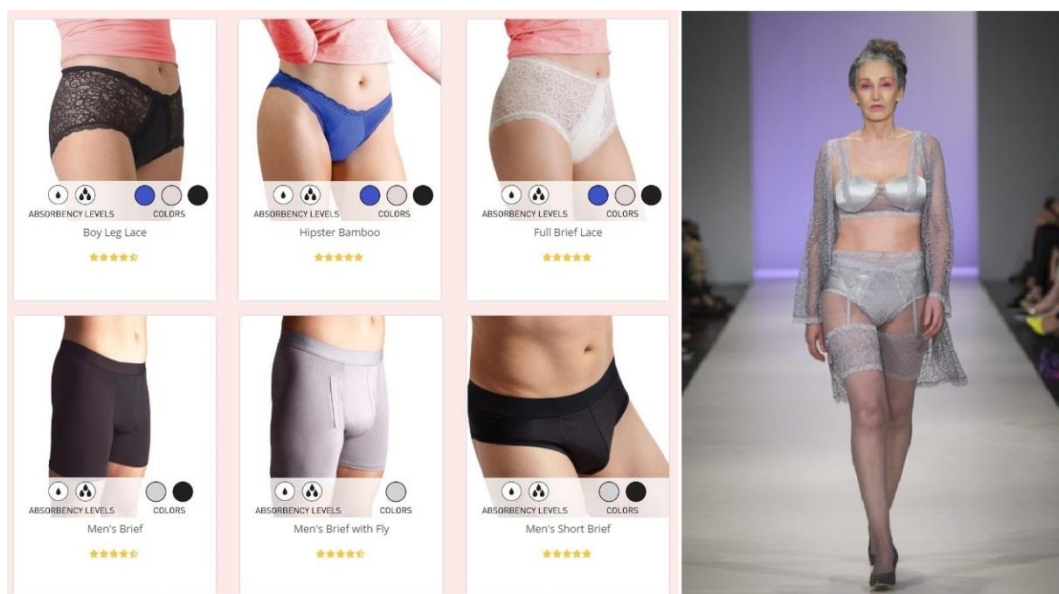 ABSORBENCY LEVELS COLORS
Boy Leg Lace
ABSORBENCY LEVELS COLORS
Hipster Bamboo
ABSORBENCY LEVELS COLORS
Full Brief Lace
ABSORBENCY LEVELS COLORS
Men's Brief
ABSORBENCY LEVELS COLORS
Men's Brief with Fly
ABSORBENCY LEVELS COLORS
Men's Short Brief